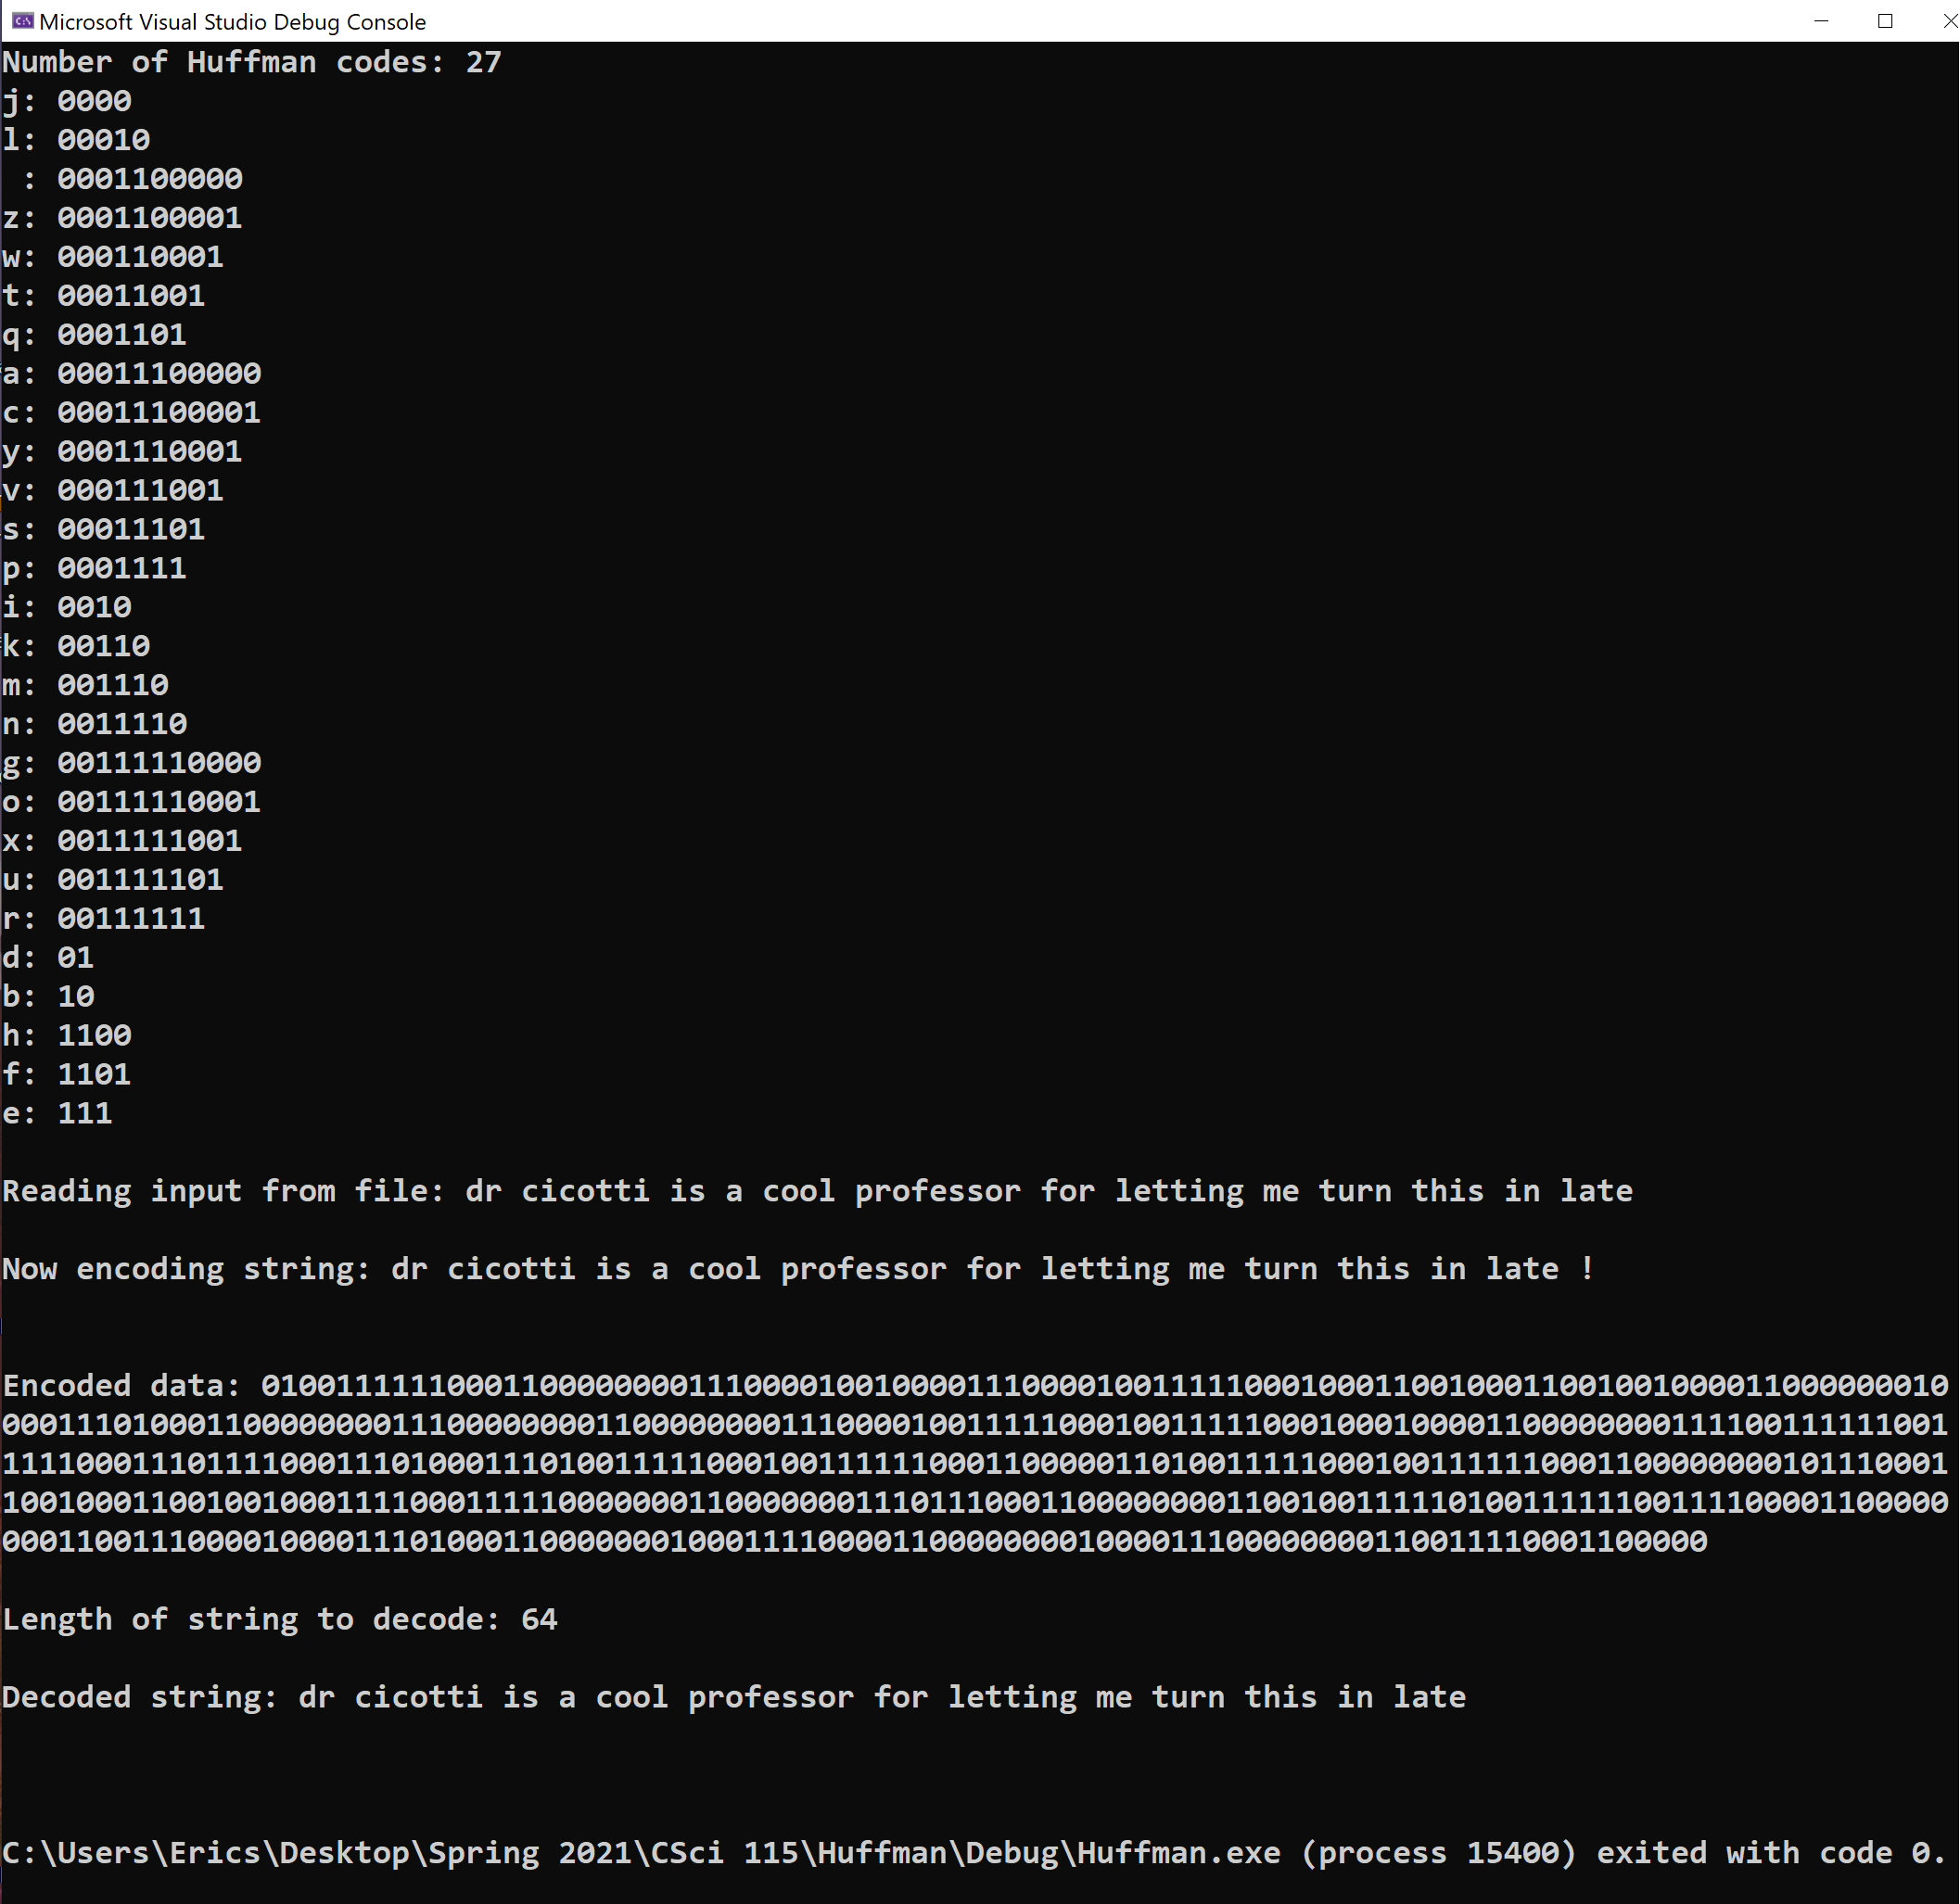 Microsoft Visual Studio Debug Console
Number of Huffman codes: 27
j: 0000
l: 00010
 : 0001100000
z: 0001100001
w: 000110001
t: 00011001
q: 0001101
a: 00011100000
c: 00011100001
y: 0001110001
v: 000111001
s: 00011101
p: 0001111
i: 0010
k: 00110
m: 001110
n: 0011110
g: 00111110000
o: 00111110001
x: 0011111001
u: 001111101
r: 00111111
d: 01
b: 10
h: 1100
f: 1101
e: 111
Reading input from file: dr cicotti is a cool professor for letting me turn this in late
Now encoding string: dr cicotti is a cool professor for letting me turn this in late !
Encoded data:
Length of string to decode: 64
Decoded string: dr cicotti is a cool professor for letting me turn this in late
C:\Users\Erics\Desktop\Spring 2021\CSci 115\Huffman\Debug\Huffman.exe (process 15400) exited with code 0.